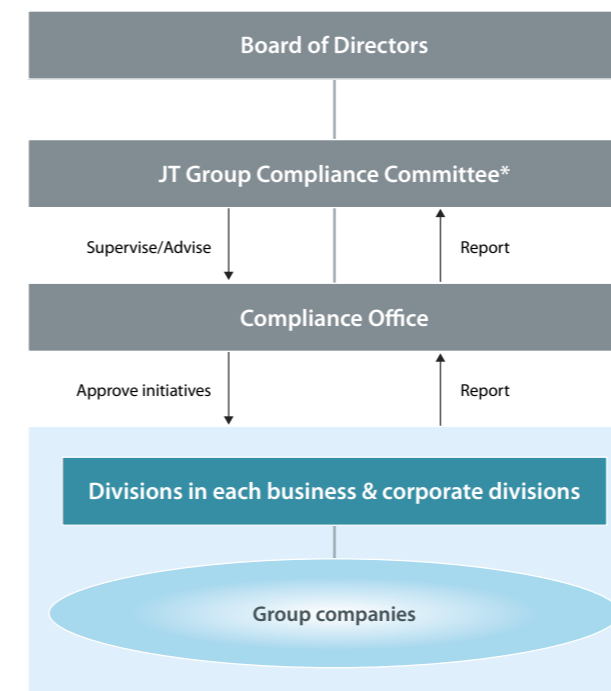 Board of Directors
JT Group Compliance Committee*
Supervise/Advise
Report
Compliance Office
Approve initiatives
Report
Divisions in each business & corporate divisions
Group companies